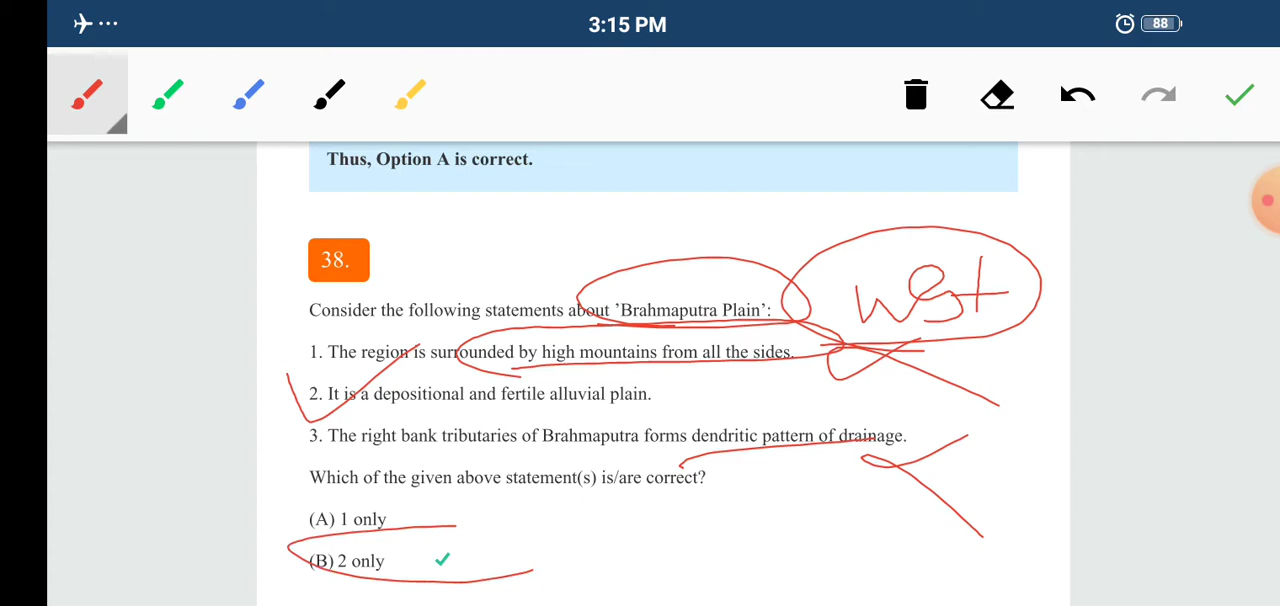 3:15 PM
88
Thus, Option A is correct.
38.
Consider the following statements about 'Brahmaputra Plain':
west
1. The region is surrounded by high mountains from all the sides.
2. It is a depositional and fertile alluvial plain.
3. The right bank tributaries of Brahmaputra forms dendritic pattern of drainage.
Which of the given above statement(s) is/are correct?
(A) 1 only
(B) 2 only